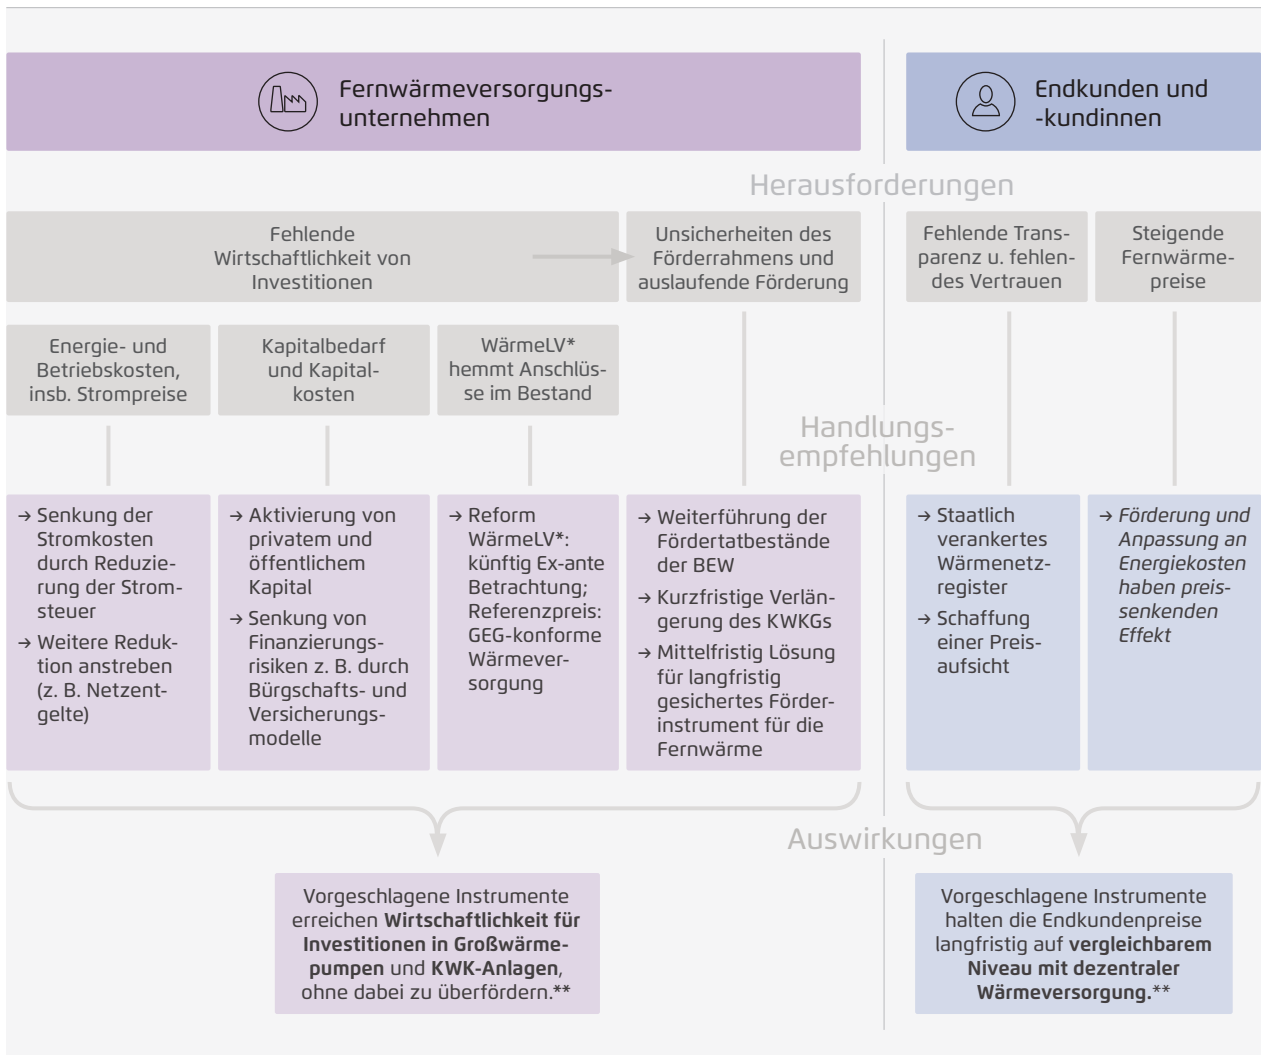 Fernwärmeversorgungs-
unternehmen
Endkunden und
-kundinnen
Herausforderungen
Fehlende
Wirtschaftlichkeit von
Investitionen
Unsicherheiten des
Förderrahmens und
auslaufende Förderung
Fehlende Trans-
parenz u. fehlen-
des Vertrauen
Steigende
Fernwärme-
preise
Energie- und
Betriebskosten,
insb. Strompreise
Kapitalbedarf
und Kapital-
kosten
WärmeLV*
hemmt Anschlüs-
se im Bestand
Handlungs-
empfehlungen
→ Senkung der
Stromkosten
durch Reduzie-
rung der Strom-
steuer
→ Weitere Reduk-
tion anstreben
(z. B. Netzent-
gelte)
→ Aktivierung von
privatem und
öffentlichem
Kapital
→ Senkung von
Finanzierungs-
risiken z. B. durch
Bürgschafts- und
Versicherungs-
modelle
→ Reform
WärmeLV*:
künftig Ex-ante
Betrachtung;
Referenzpreis:
GEG-konforme
Wärmever-
sorgung
→ Weiterführung der
Fördertatbestände
der BEW
→ Kurzfristige Verlän-
gerung des KWKGs
→ Mittelfristig Lösung
für langfristig
gesichertes Förder-
instrument für die
Fernwärme
→ Staatlich
verankertes
Wärmenetz-
register
→ Schaffung
einer Preis-
aufsicht
→ Förderung und
Anpassung an
Energiekosten
haben preis-
senkenden
Effekt
Auswirkungen
Vorgeschlagene Instrumente
erreichen Wirtschaftlichkeit für
Investitionen in Großwärme-
pumpen und KWK-Anlagen,
ohne dabei zu überfördern.**
Vorgeschlagene Instrumente
halten die Endkundenpreise
langfristig auf vergleichbarem
Niveau mit dezentraler
Wärmeversorgung.**